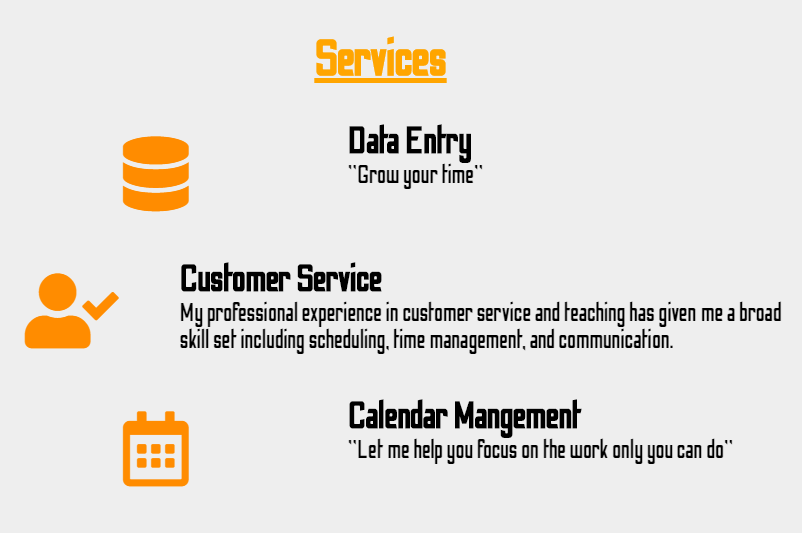 Services
Data Entry
"Grow your time"
Customer Service
My professional experience in customer service and teaching has given me a broad
skill set including scheduling, time management, and communication.
Calendar Mangement
"Let me help you focus on the work only you can do"